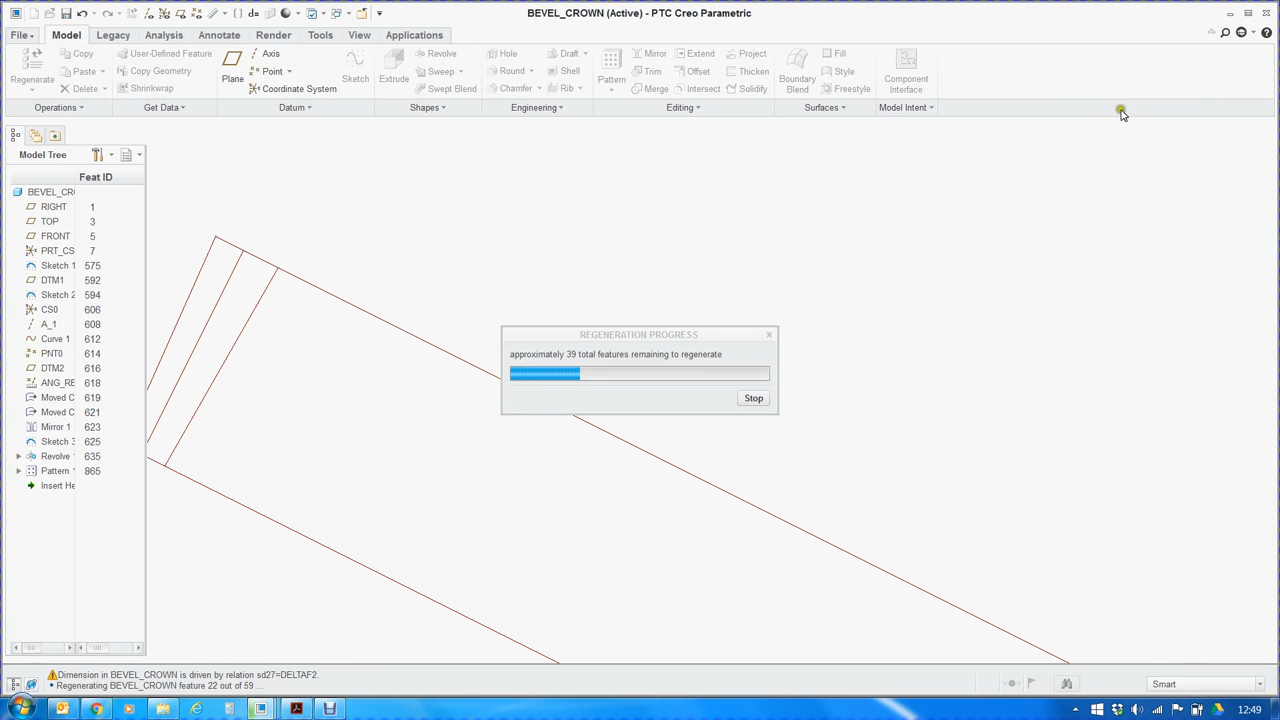 BEVEL_CROWN (Active) - PTC Creo Parametric
File Model Legacy Analysis Annotate Render Tools View Applications
Regenerate
Copy
Paste
Delete
Operations
User-Defined Feature
Copy Geometry
Shrinkwrap
Get Data
Plane
Axis
Point
Coordinate System
Datum
Sketch
Extrude
Revolve
Sweep
Swept Blend
Shapes
Hole
Round
Chamfer
Draft
Shell
Rib
Engineering
Pattern
Mirror
Trim
Merge
Extend
Offset
Intersect
Project
Thicken
Solidify
Editing
Boundary
Blend
Fill
Style
Freestyle
Surfaces
Component
Interface
Model Intent
Model Tree
Feat ID
BEVEL_CR
RIGHT 1
TOP 3
FRONT 5
PRT_CS 7
Sketch 1 575
DTM1 592
Sketch 2 594
CS0 606
A_1 608
Curve 1 612
PNT0 614
DTM2 616
ANG_RE 618
Moved C 619
Moved C 621
Mirror 1 623
Sketch 3 625
Revolve 635
Pattern 1 865
Insert He
REGENERATION PROGRESS
approximately 39 total features remaining to regenerate
Stop
Dimension in BEVEL_CROWN is driven by relation sd27=DELTAF2.
• Regenerating BEVEL_CROWN feature 22 out of 59 ...
Smart
12:49